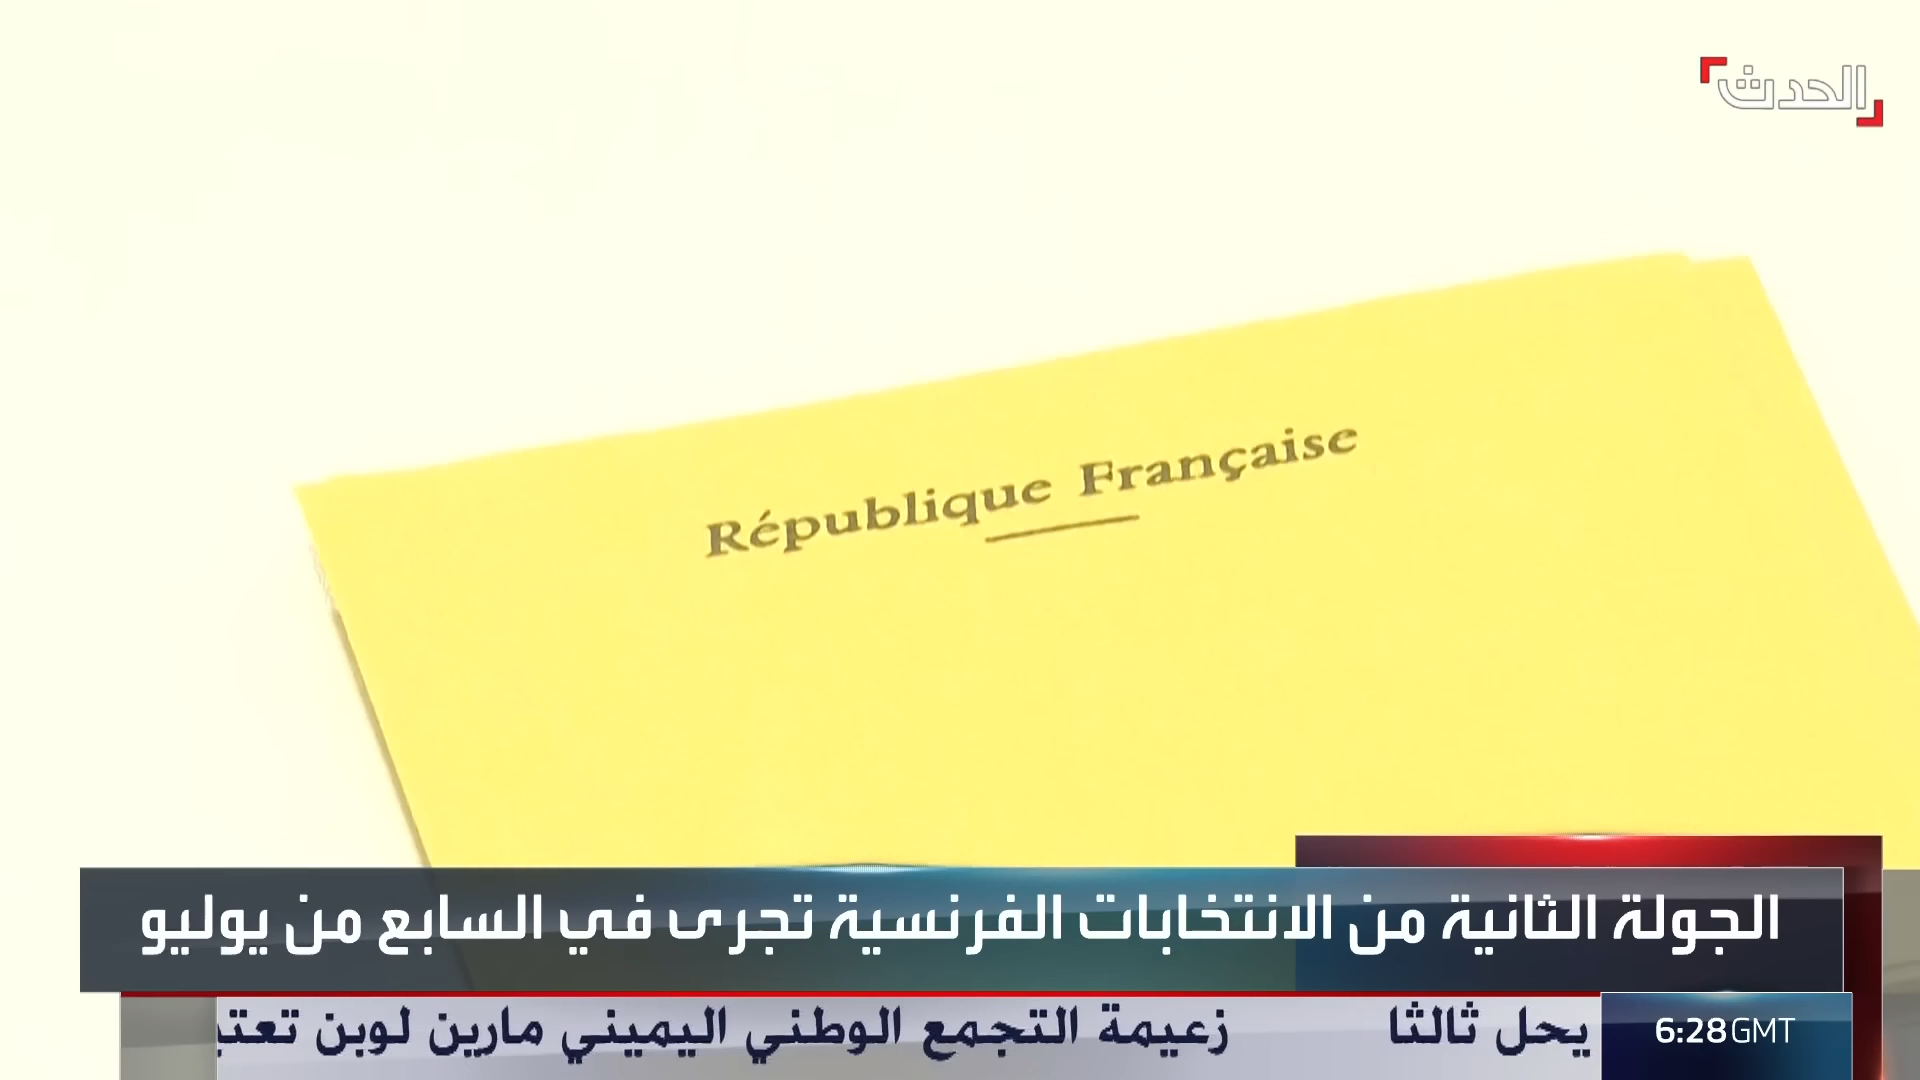 الحدث
République Française
الجولة الثانية من الانتخابات الفرنسية تجرى في السابع من يوليو
يحل ثالثا زعيمة التجمع الوطني اليميني مارين لوبن
6:28 GMT